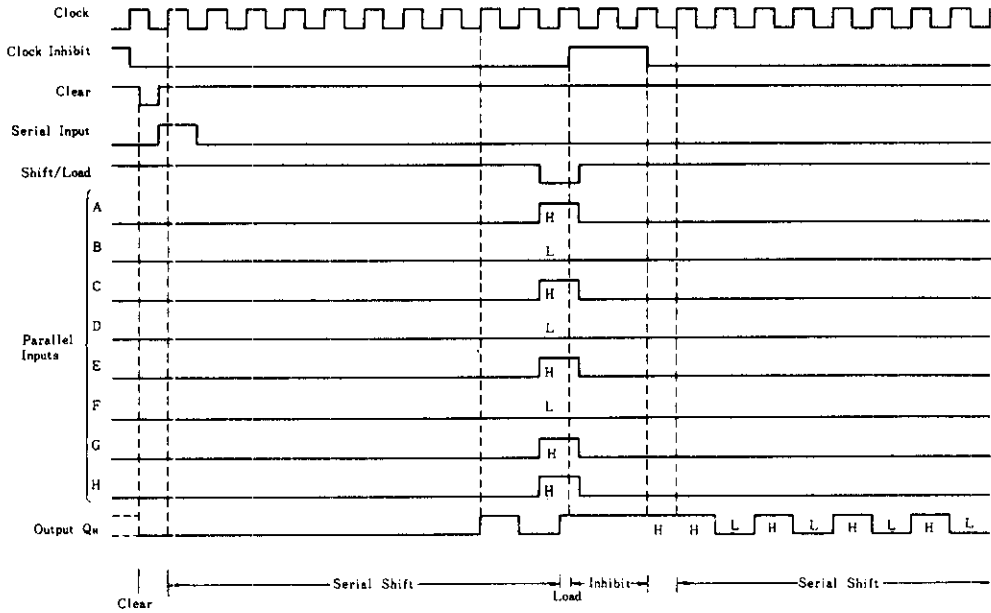 Clock
Clock Inhibit
Clear
Serial Input
Shift/Load
A
H
B
L
C
H
D
L
Parallel
Inputs
E
H
F
L
G
H
H
H
Output QH
H H L H L H L H L
Serial Shift
Inhibit
Serial Shift
Load
Clear